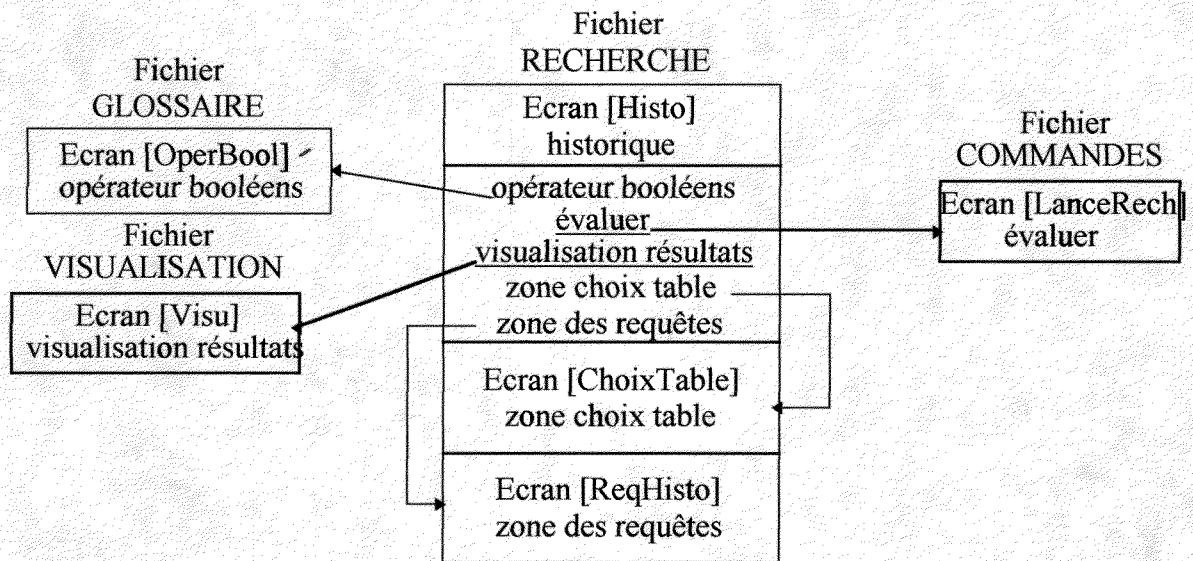 Fichier
GLOSSAIRE
Ecran [OperBool]
opérateur booléens
Fichier
VISUALISATION
Ecran [Visu]
visualisation résultats
Fichier
RECHERCHE
Ecran [Histo]
historique
opérateur booléens
évaluer
visualisation résultats
zone choix table
zone des requêtes
Ecran [ChoixTable]
zone choix table
Ecran [ReqHisto]
zone des requêtes
Fichier
COMMANDES
Ecran [LanceRech]
évaluer